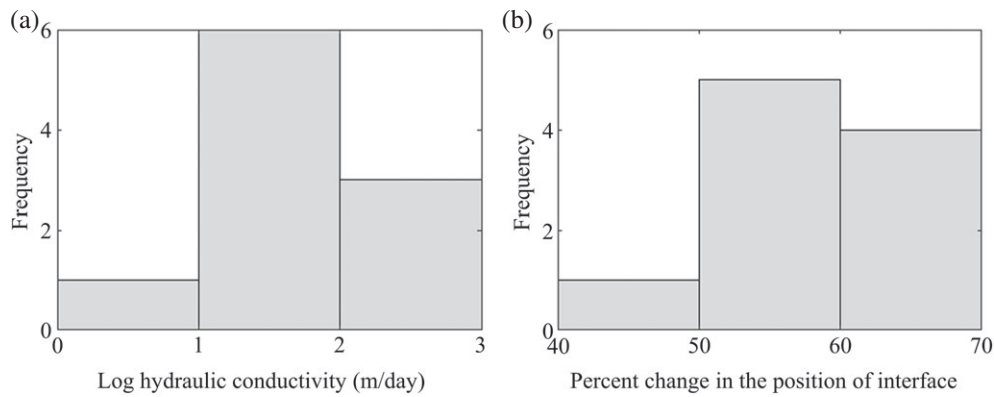 (a)
6
4
2
0
Frequency
0 1 2 3
Log hydraulic conductivity (m/day)
(b)
6
4
2
0
Frequency
40 50 60 70
Percent change in the position of interface